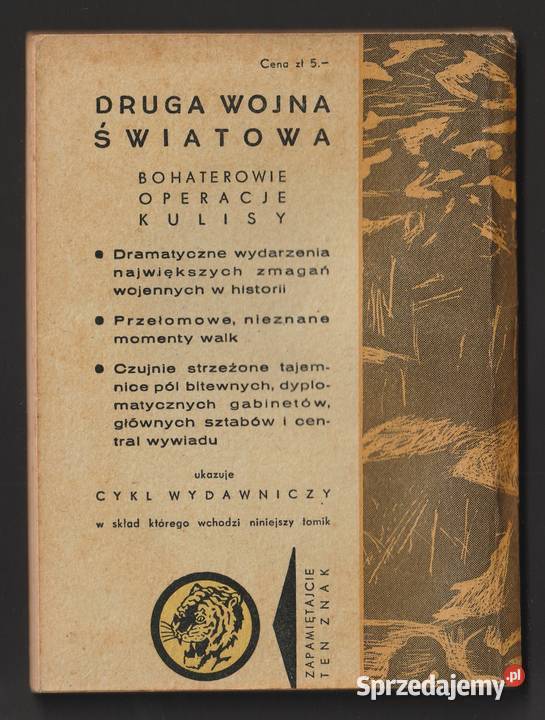 Cena zł 5.–
DRUGA WOJNA
ŚWIATOWA
BOHATEROWIE
OPERACJE
KULISY
● Dramatyczne wydarzenia
największych zmagań
wojennych w historii
● Przełomowe, nieznane
momenty walk
● Czujnie strzeżone tajem-
nice pól bitewnych, dyplo-
matycznych gabinetów,
głównych sztabów i cen-
tral wywiadu
ukazuje
CYKL WYDAWNICZY
w skład którego wchodzi niniejszy tomik
ZAPAMIĘTAJCIE
TEN ZNAK
Sprzedajemy.pl